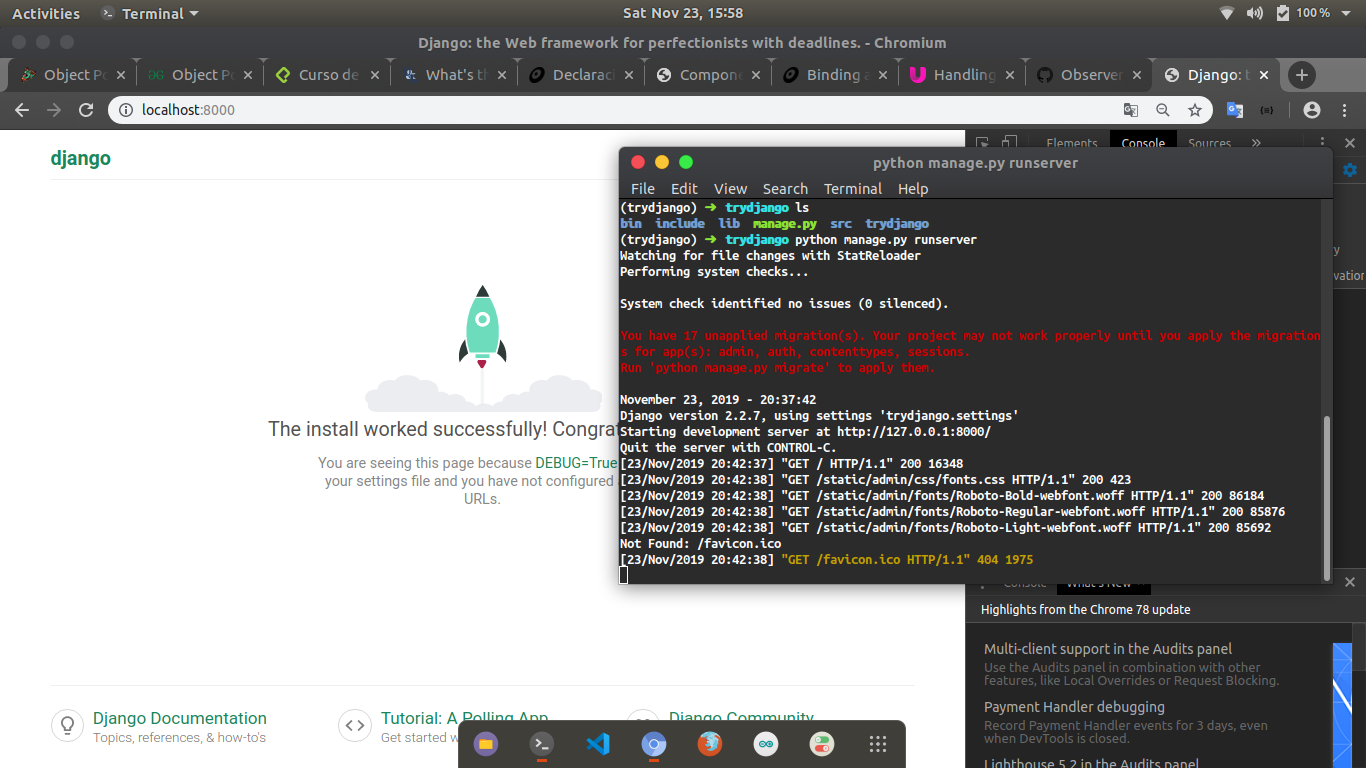 Activities Terminal Sat Nov 23, 15:58 100 %
Django: the Web framework for perfectionists with deadlines. - Chromium
Object Po Object Po Curso de What's th Declaraci Compone Binding a Handling Observer Django: t
localhost:8000
django
Elements Console Sources »
python manage.py runserver
File Edit View Search Terminal Help
(trydjango) ➜ trydjango ls
bin include lib manage.py src trydjango
(trydjango) ➜ trydjango python manage.py runserver
Watching for file changes with StatReloader
Performing system checks...
System check identified no issues (0 silenced).
You have 17 unapplied migration(s). Your project may not work properly until you apply the migration
s for app(s): admin, auth, contenttypes, sessions.
Run 'python manage.py migrate' to apply them.
November 23, 2019 - 20:37:42
Django version 2.2.7, using settings 'trydjango.settings'
Starting development server at http://127.0.0.1:8000/
Quit the server with CONTROL-C.
[23/Nov/2019 20:42:37] "GET / HTTP/1.1" 200 16348
[23/Nov/2019 20:42:38] "GET /static/admin/css/fonts.css HTTP/1.1" 200 423
[23/Nov/2019 20:42:38] "GET /static/admin/fonts/Roboto-Bold-webfont.woff HTTP/1.1" 200 86184
[23/Nov/2019 20:42:38] "GET /static/admin/fonts/Roboto-Regular-webfont.woff HTTP/1.1" 200 85876
[23/Nov/2019 20:42:38] "GET /static/admin/fonts/Roboto-Light-webfont.woff HTTP/1.1" 200 85692
Not Found: /favicon.ico
[23/Nov/2019 20:42:38] "GET /favicon.ico HTTP/1.1" 404 1975
The install worked successfully! Congrat
You are seeing this page because DEBUG=True
your settings file and you have not configured
URLs.
Console What's New
Highlights from the Chrome 78 update
Multi-client support in the Audits panel
Use the Audits panel in combination with other
features, like Local Overrides or Request Blocking.
Payment Handler debugging
Record Payment Handler events for 3 days, even
when DevTools is closed.
Lighthouse 5.2 in the Audits panel
Django Documentation
Topics, references, & how-to's
Tutorial: A Polling App
Get started w
Django Community